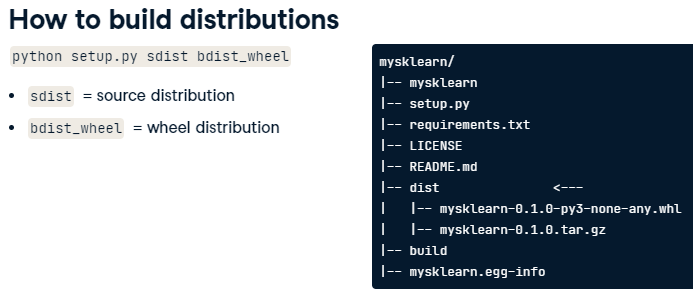 How to build distributions
python setup.py sdist bdist_wheel
• sdist = source distribution
• bdist_wheel = wheel distribution
mysklearn/
|-- mysklearn
|-- setup.py
|-- requirements.txt
|-- LICENSE
|-- README.md
|-- dist               <---
|   |-- mysklearn-0.1.0-py3-none-any.whl
|   |-- mysklearn-0.1.0.tar.gz
|-- build
|-- mysklearn.egg-info